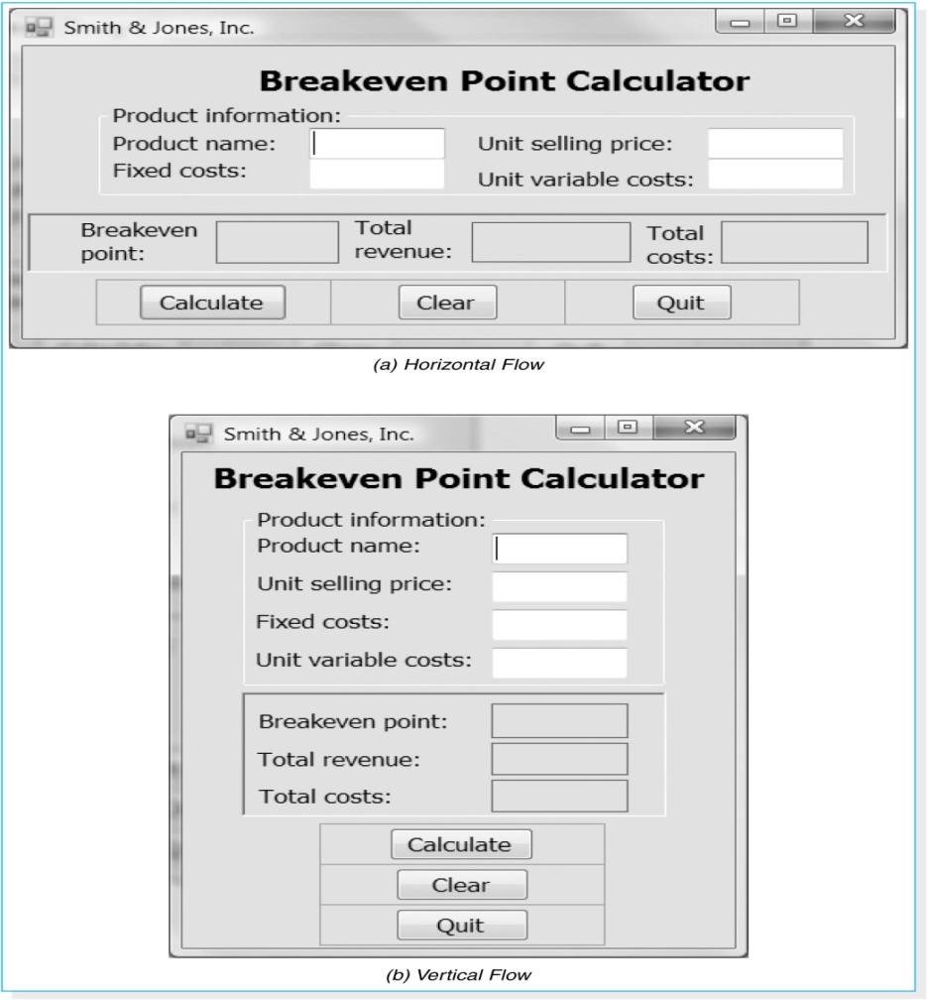 Smith & Jones, Inc.
Breakeven Point Calculator
Product information:
Product name:
Unit selling price:
Fixed costs:
Unit variable costs:
Breakeven
point:
Total
revenue:
Total
costs:
Calculate
Clear
Quit
(a) Horizontal Flow
Smith & Jones, Inc.
Breakeven Point Calculator
Product information:
Product name:
Unit selling price:
Fixed costs:
Unit variable costs:
Breakeven point:
Total revenue:
Total costs:
Calculate
Clear
Quit
(b) Vertical Flow